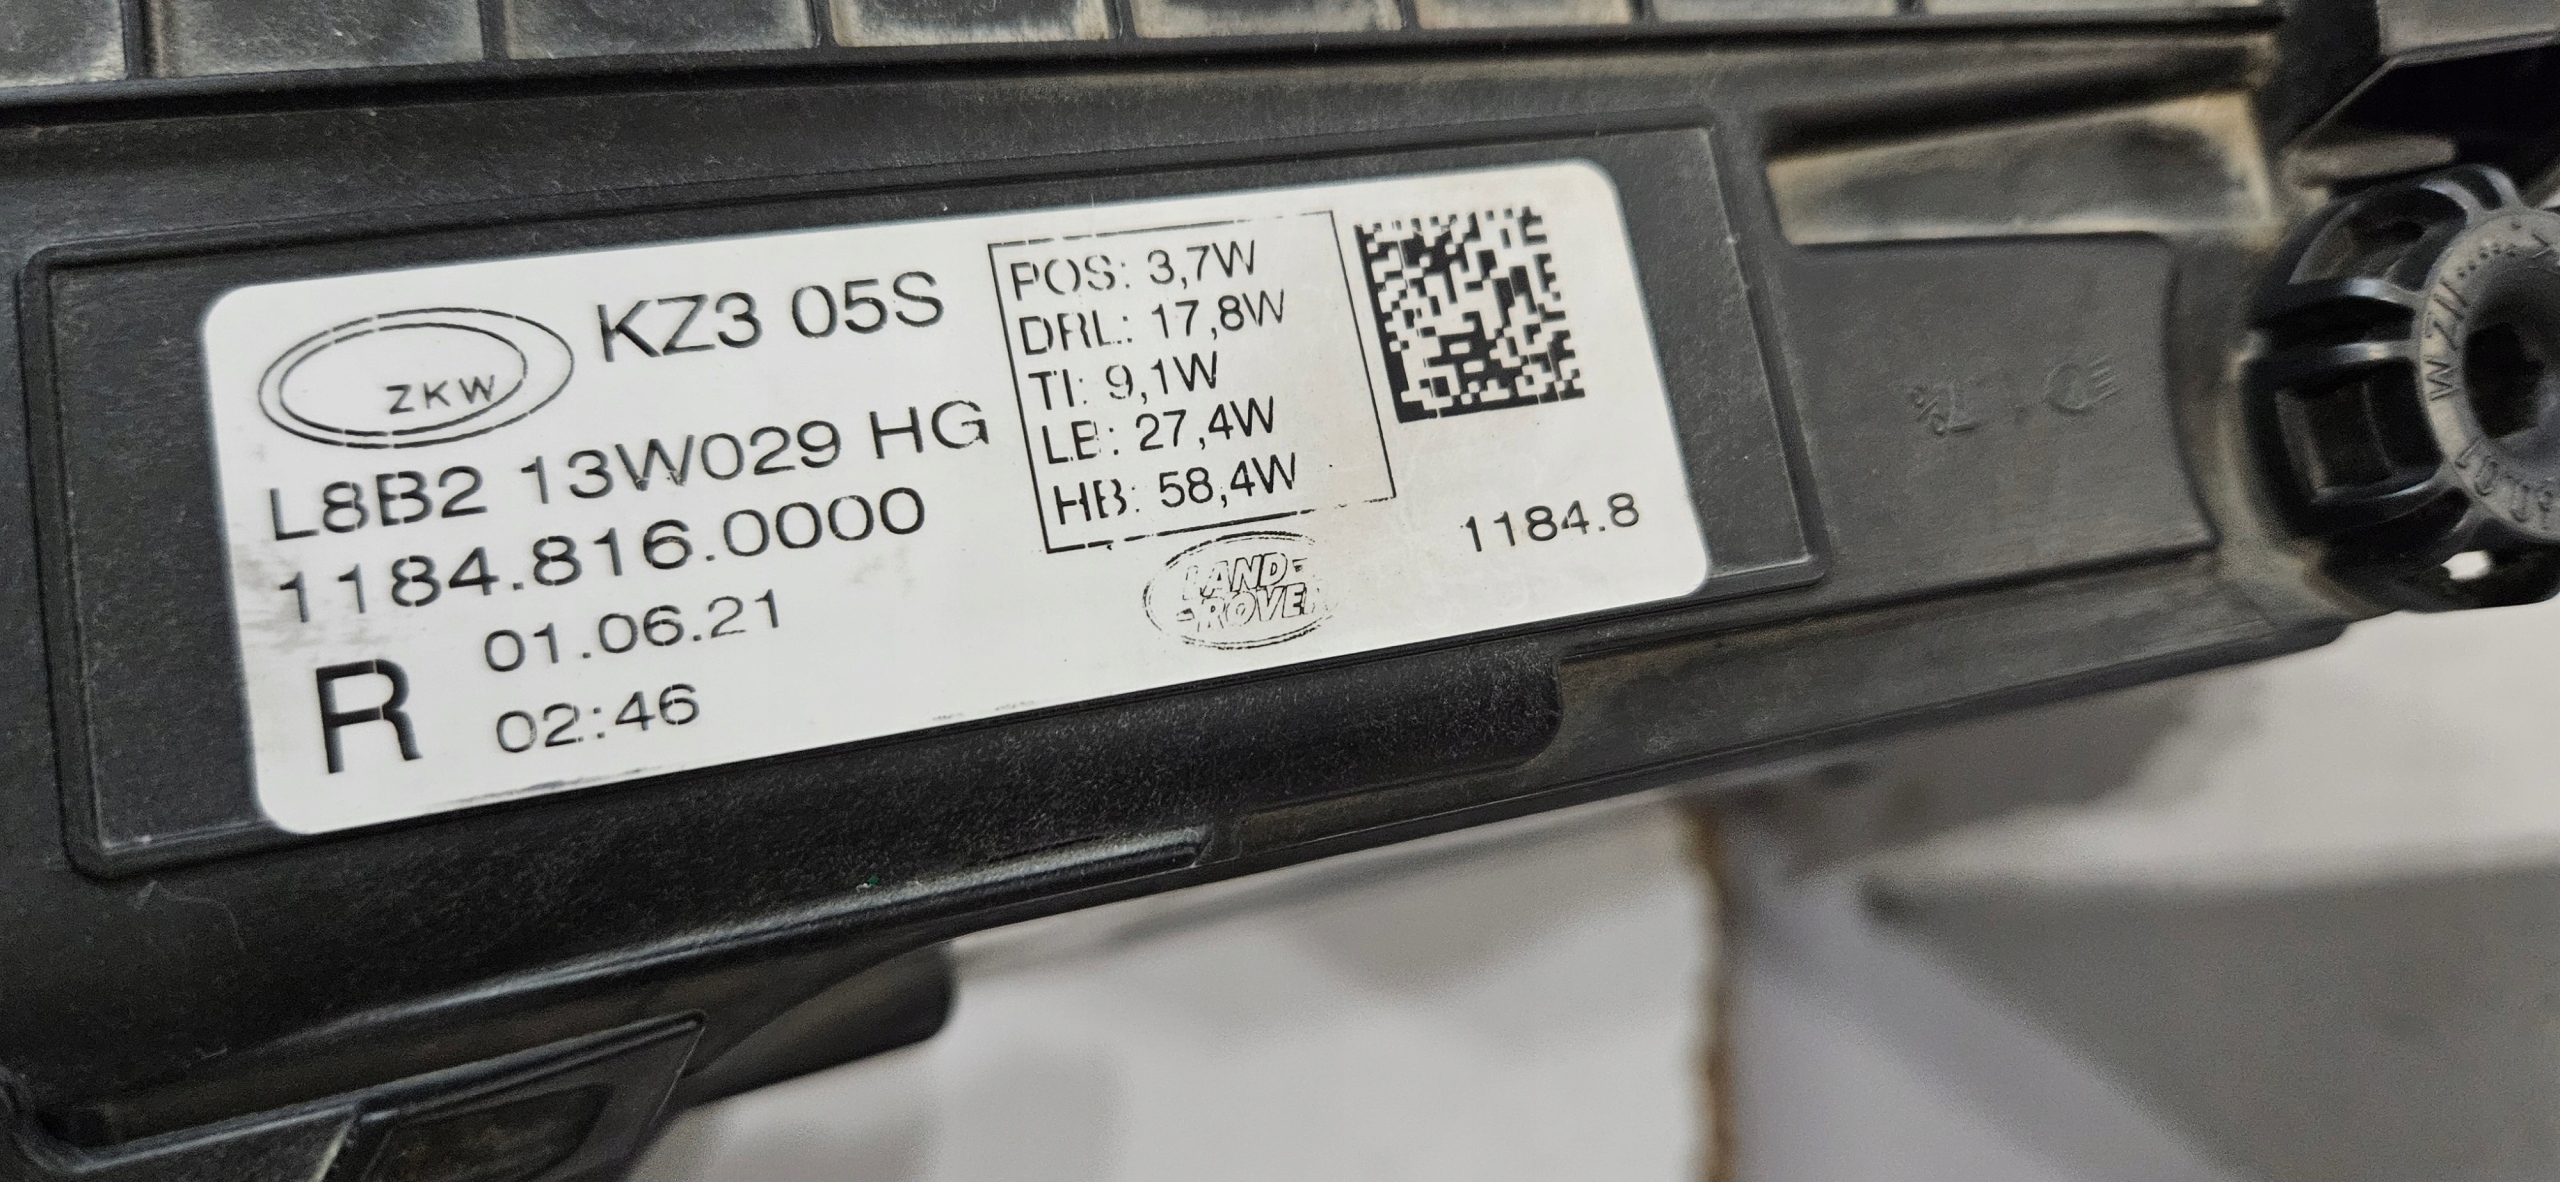 ZKW
KZ3 05S
L8B2 13W029 HG
1184.816.0000
R
01.06.21
02:46
POS: 3,7W
DRL: 17,8W
TI: 9,1W
LB: 27,4W
HB: 58,4W
LAND-
-ROVER
1184.8